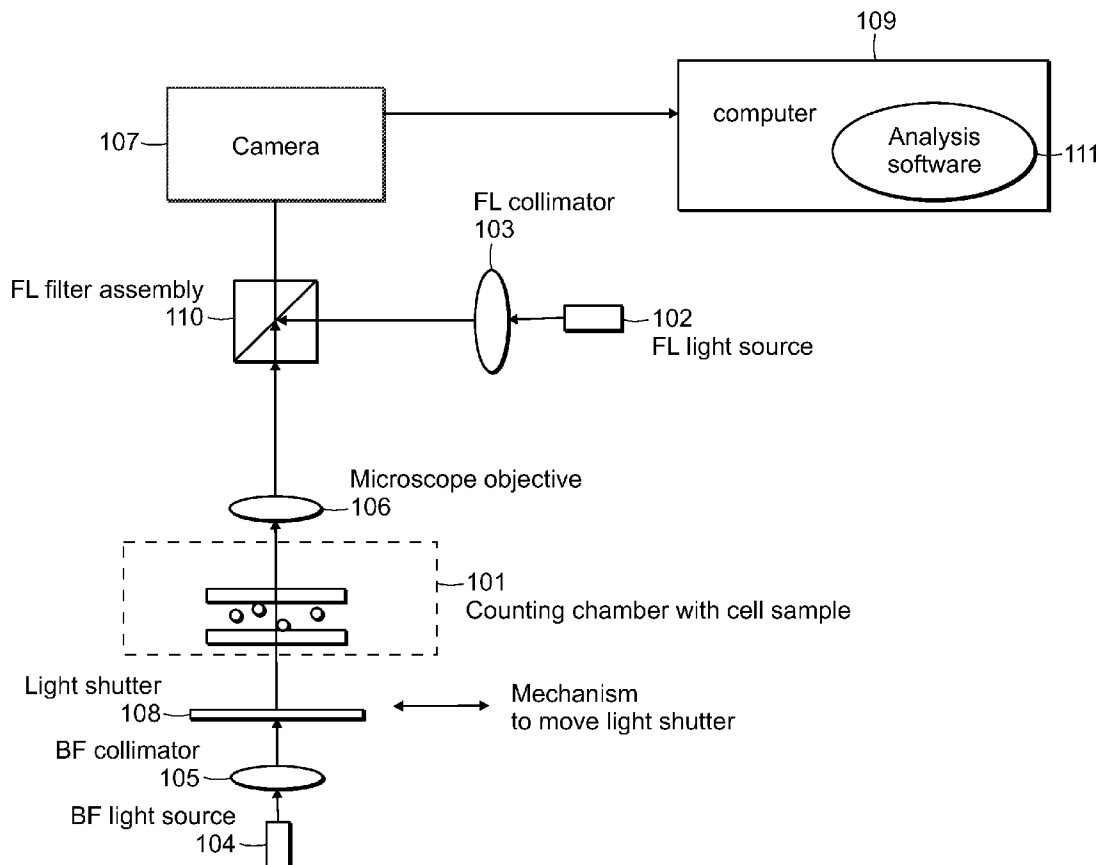 109
computer
Analysis
software
111
107
Camera
FL collimator
103
FL filter assembly
110
102
FL light source
Microscope objective
106
101
Counting chamber with cell sample
Light shutter
108
Mechanism
to move light shutter
BF collimator
105
BF light source
104